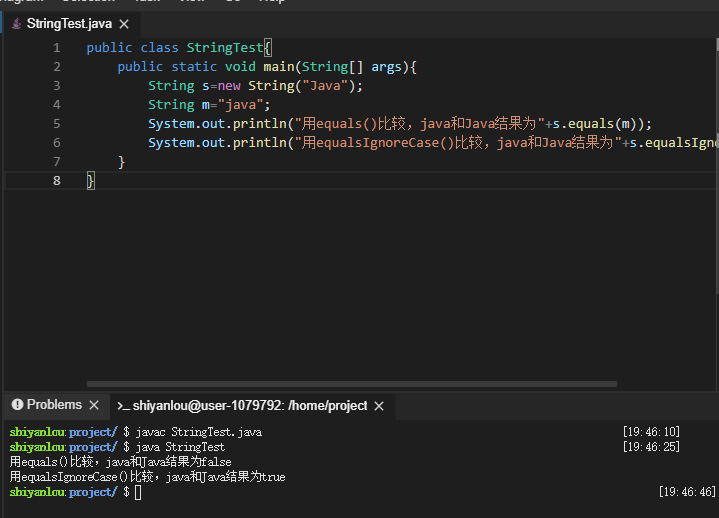 StringTest.java
1 public class StringTest{
2 public static void main(String[] args){
3 String s=new String("Java");
4 String m="java";
5 System.out.println("用equals()比较，java和Java结果为"+s.equals(m));
6 System.out.println("用equalsIgnoreCase()比较，java和Java结果为"+s.equalsIgno
7 }
8 }
Problems
>_ shiyanlou@user-1079792: /home/project
shiyanlou:project/ $ javac StringTest.java [19:46:10]
shiyanlou:project/ $ java StringTest [19:46:25]
用equals()比较，java和Java结果为false
用equalsIgnoreCase()比较，java和Java结果为true
shiyanlou:project/ $ [19:46:46]